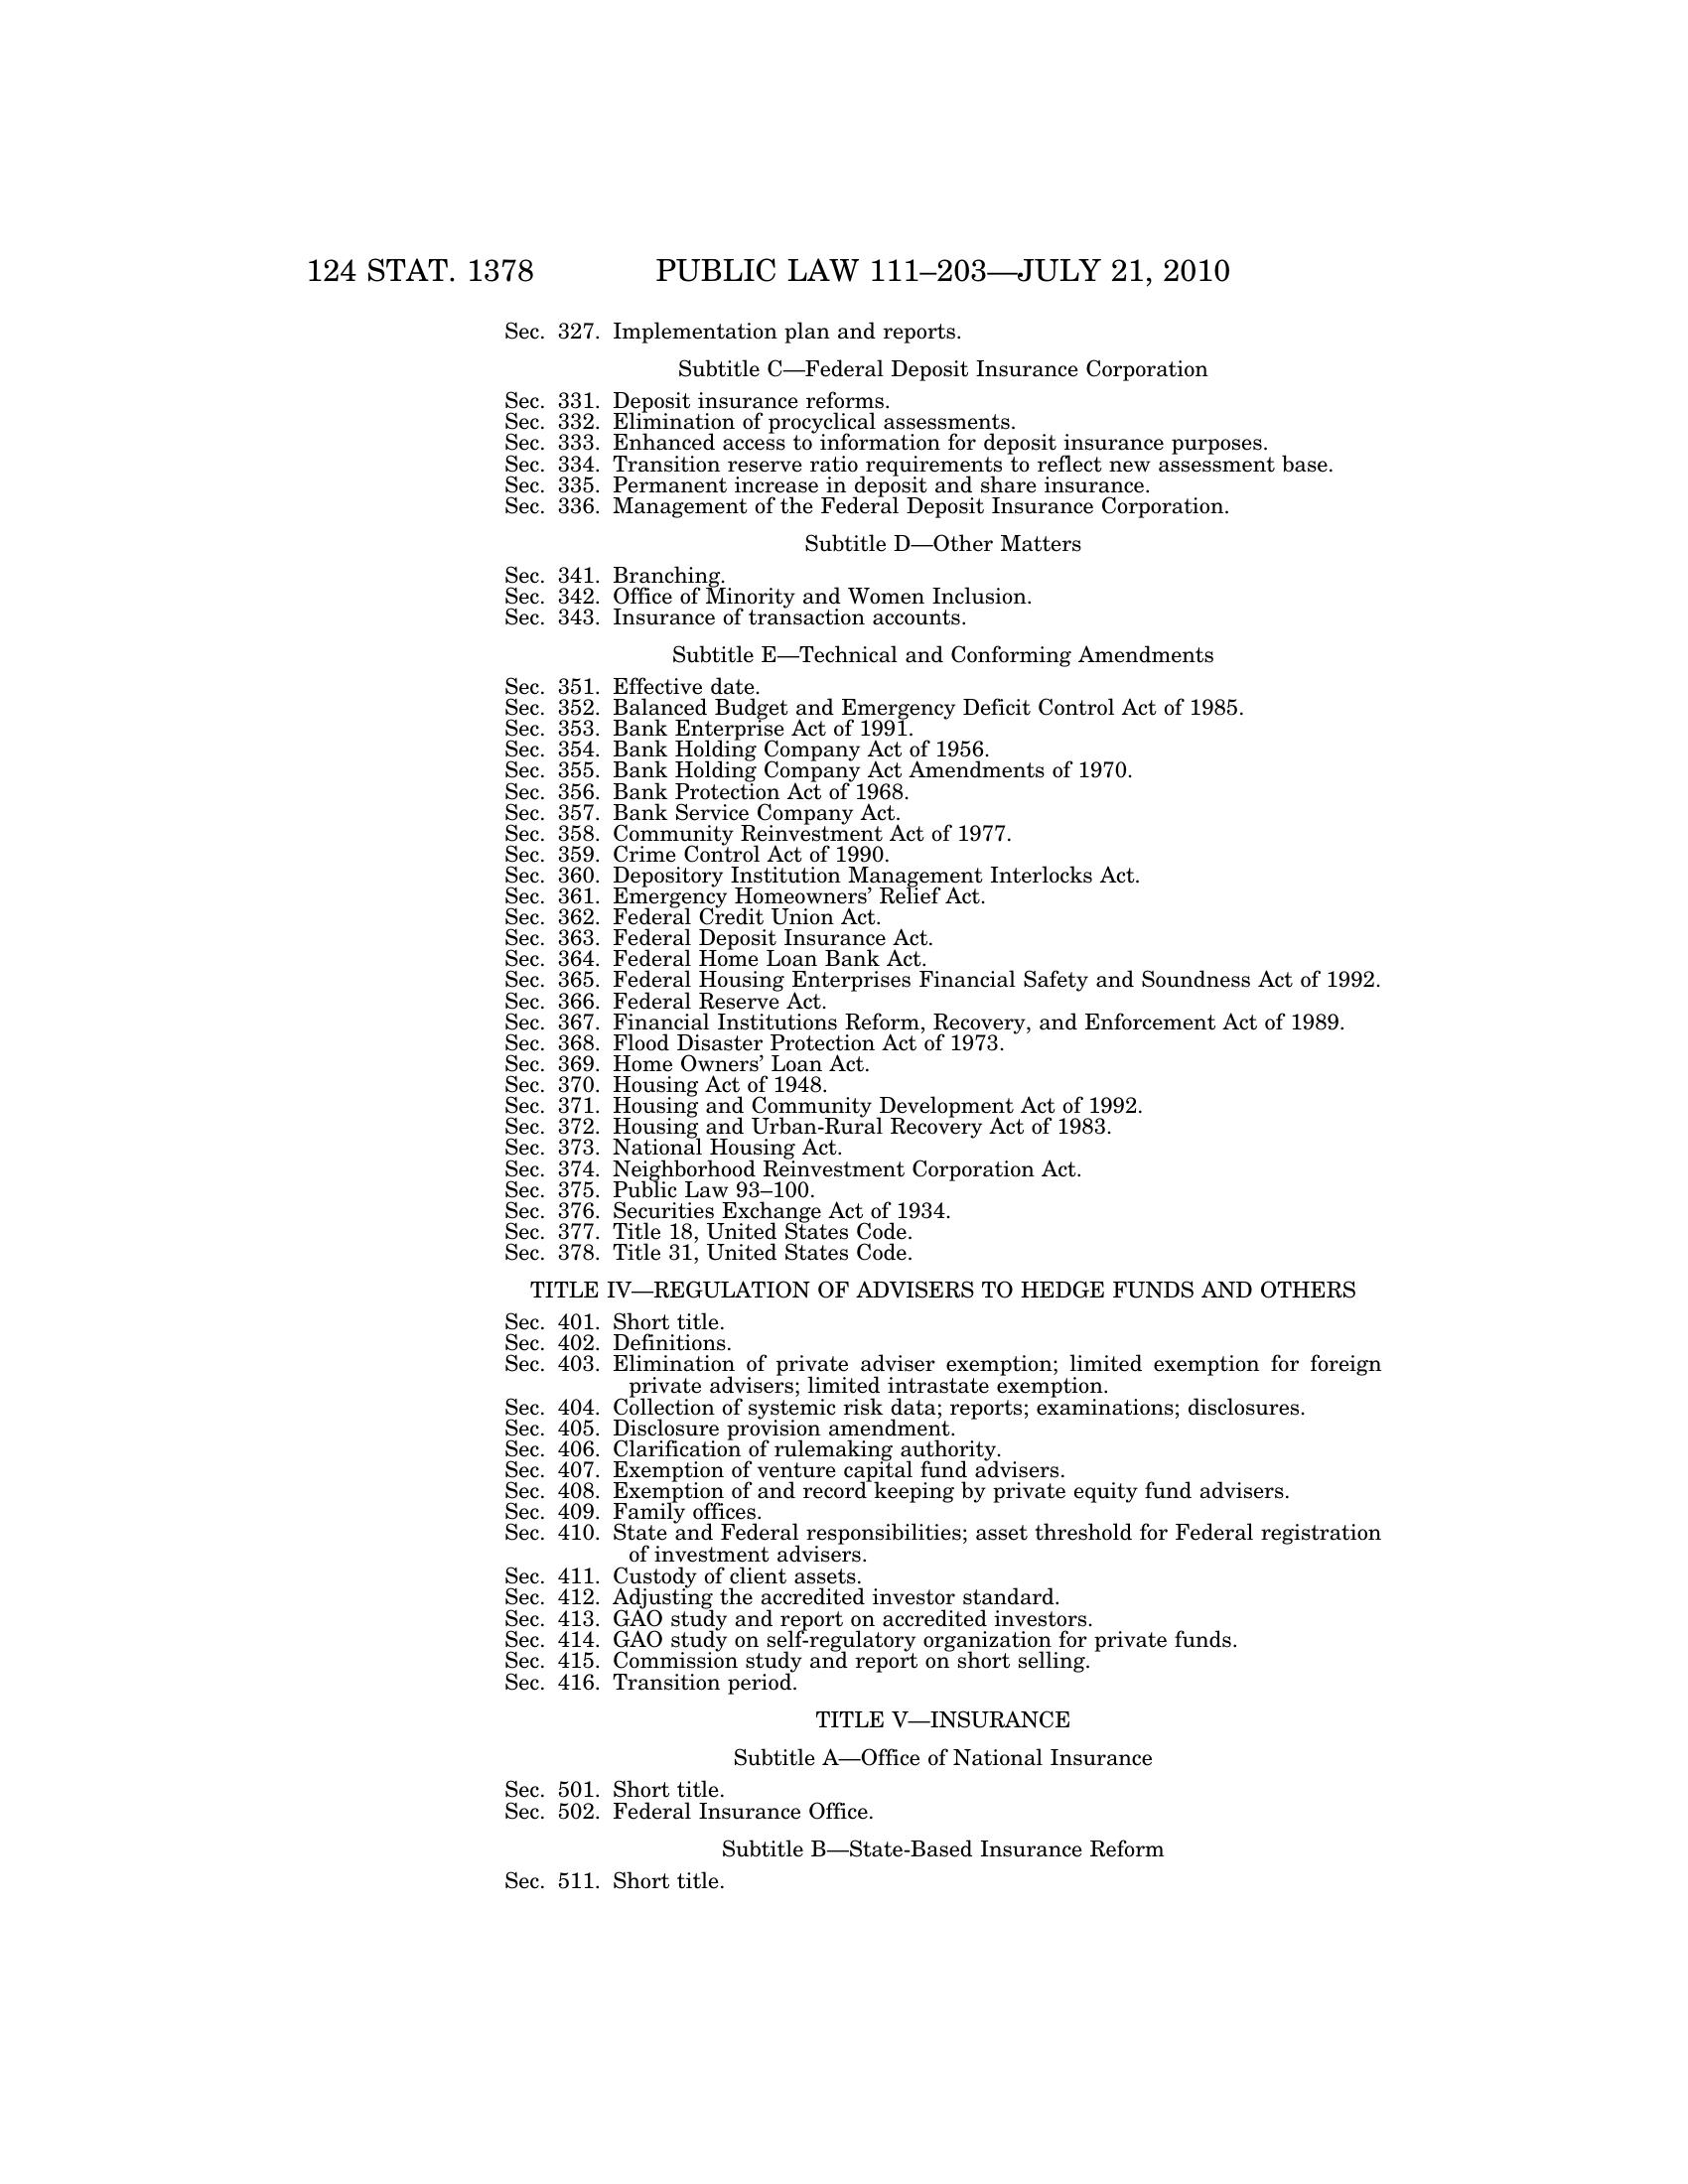 124 STAT. 1378 PUBLIC LAW 111–203—JULY 21, 2010
Sec. 327. Implementation plan and reports.
Subtitle C—Federal Deposit Insurance Corporation
Sec. 331. Deposit insurance reforms.
Sec. 332. Elimination of procyclical assessments.
Sec. 333. Enhanced access to information for deposit insurance purposes.
Sec. 334. Transition reserve ratio requirements to reflect new assessment base.
Sec. 335. Permanent increase in deposit and share insurance.
Sec. 336. Management of the Federal Deposit Insurance Corporation.
Subtitle D—Other Matters
Sec. 341. Branching.
Sec. 342. Office of Minority and Women Inclusion.
Sec. 343. Insurance of transaction accounts.
Subtitle E—Technical and Conforming Amendments
Sec. 351. Effective date.
Sec. 352. Balanced Budget and Emergency Deficit Control Act of 1985.
Sec. 353. Bank Enterprise Act of 1991.
Sec. 354. Bank Holding Company Act of 1956.
Sec. 355. Bank Holding Company Act Amendments of 1970.
Sec. 356. Bank Protection Act of 1968.
Sec. 357. Bank Service Company Act.
Sec. 358. Community Reinvestment Act of 1977.
Sec. 359. Crime Control Act of 1990.
Sec. 360. Depository Institution Management Interlocks Act.
Sec. 361. Emergency Homeowners’ Relief Act.
Sec. 362. Federal Credit Union Act.
Sec. 363. Federal Deposit Insurance Act.
Sec. 364. Federal Home Loan Bank Act.
Sec. 365. Federal Housing Enterprises Financial Safety and Soundness Act of 1992.
Sec. 366. Federal Reserve Act.
Sec. 367. Financial Institutions Reform, Recovery, and Enforcement Act of 1989.
Sec. 368. Flood Disaster Protection Act of 1973.
Sec. 369. Home Owners’ Loan Act.
Sec. 370. Housing Act of 1948.
Sec. 371. Housing and Community Development Act of 1992.
Sec. 372. Housing and Urban-Rural Recovery Act of 1983.
Sec. 373. National Housing Act.
Sec. 374. Neighborhood Reinvestment Corporation Act.
Sec. 375. Public Law 93–100.
Sec. 376. Securities Exchange Act of 1934.
Sec. 377. Title 18, United States Code.
Sec. 378. Title 31, United States Code.
TITLE IV—REGULATION OF ADVISERS TO HEDGE FUNDS AND OTHERS
Sec. 401. Short title.
Sec. 402. Definitions.
Sec. 403. Elimination of private adviser exemption; limited exemption for foreign
private advisers; limited intrastate exemption.
Sec. 404. Collection of systemic risk data; reports; examinations; disclosures.
Sec. 405. Disclosure provision amendment.
Sec. 406. Clarification of rulemaking authority.
Sec. 407. Exemption of venture capital fund advisers.
Sec. 408. Exemption of and record keeping by private equity fund advisers.
Sec. 409. Family offices.
Sec. 410. State and Federal responsibilities; asset threshold for Federal registration
of investment advisers.
Sec. 411. Custody of client assets.
Sec. 412. Adjusting the accredited investor standard.
Sec. 413. GAO study and report on accredited investors.
Sec. 414. GAO study on self-regulatory organization for private funds.
Sec. 415. Commission study and report on short selling.
Sec. 416. Transition period.
TITLE V—INSURANCE
Subtitle A—Office of National Insurance
Sec. 501. Short title.
Sec. 502. Federal Insurance Office.
Subtitle B—State-Based Insurance Reform
Sec. 511. Short title.